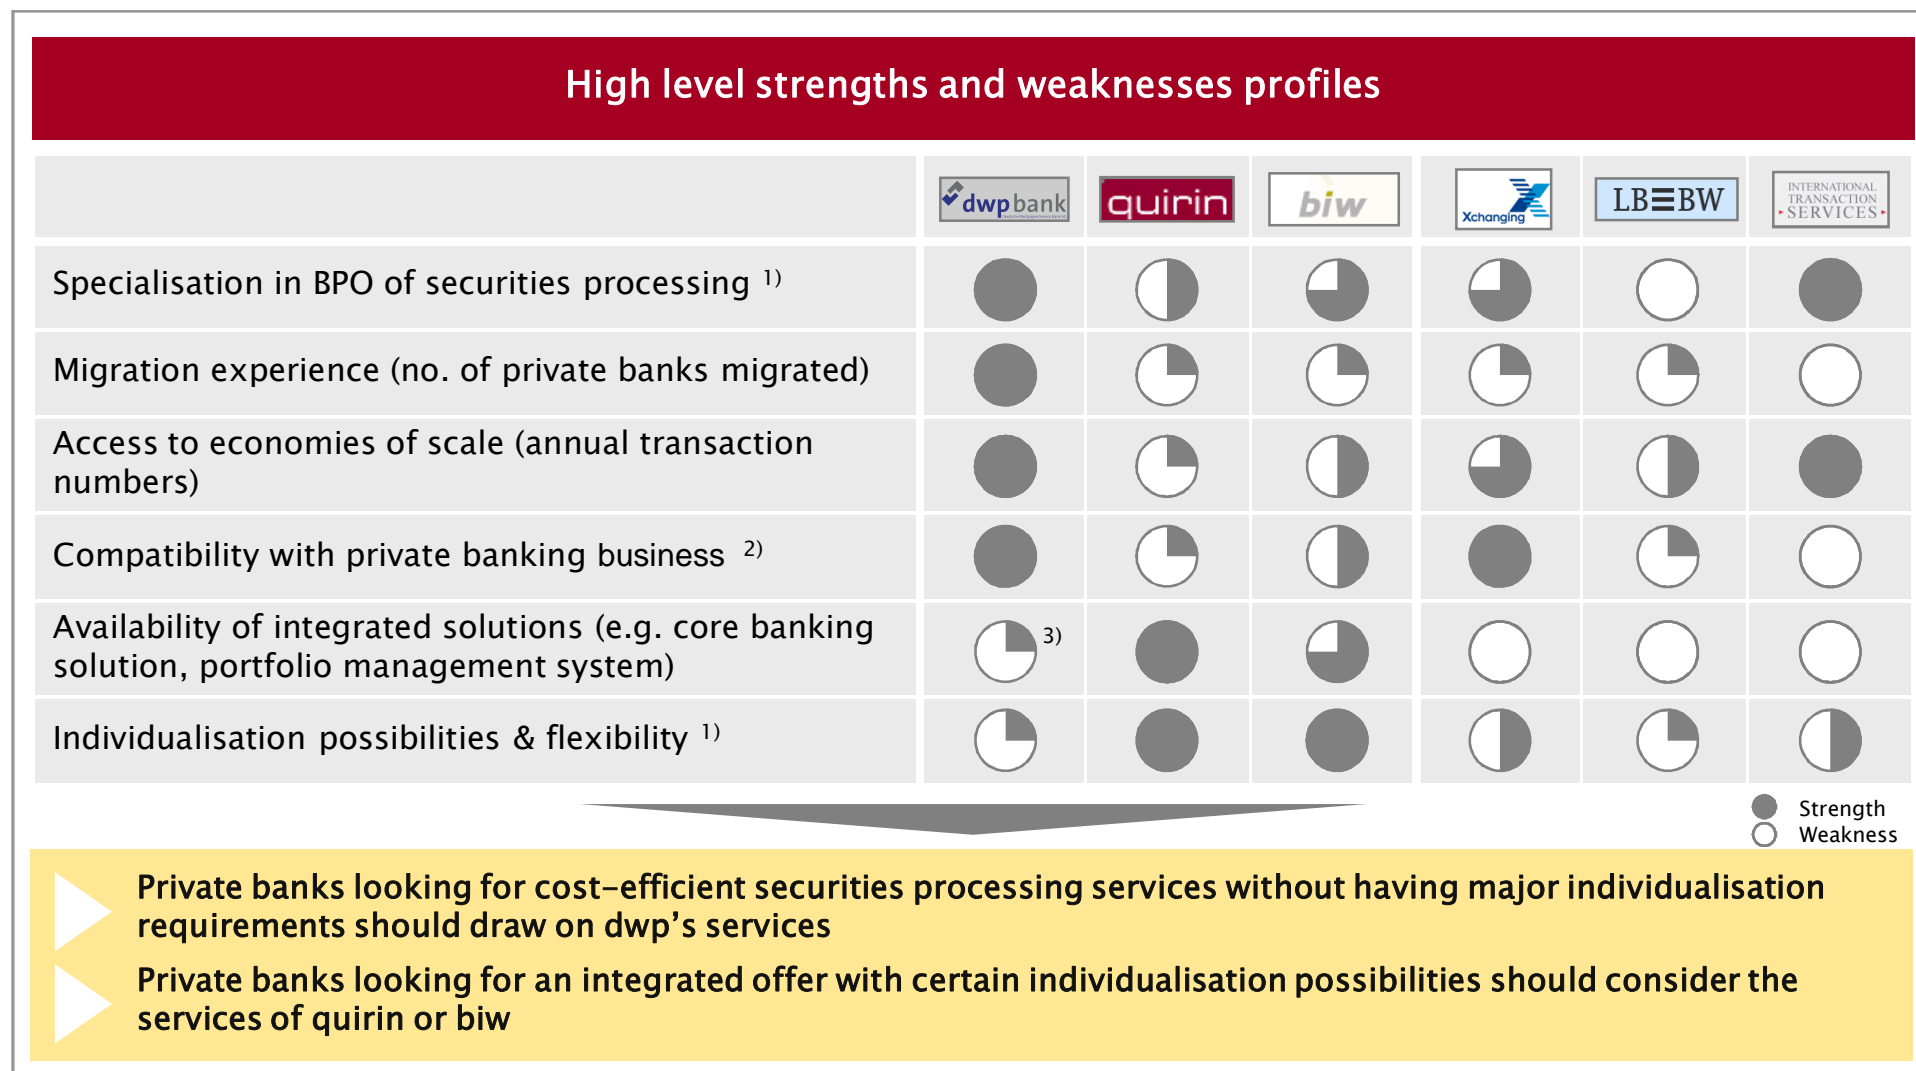 High level strengths and weaknesses profiles
dwpbank
quirin
biw
Xchanging
LB≡BW
INTERNATIONAL
TRANSACTION
SERVICES
Specialisation in BPO of securities processing 1)
Migration experience (no. of private banks migrated)
Access to economies of scale (annual transaction
numbers)
Compatibility with private banking business 2)
Availability of integrated solutions (e.g. core banking
solution, portfolio management system)
3)
Individualisation possibilities & flexibility 1)
Strength
Weakness
Private banks looking for cost-efficient securities processing services without having major individualisation
requirements should draw on dwp's services
Private banks looking for an integrated offer with certain individualisation possibilities should consider the
services of quirin or biw